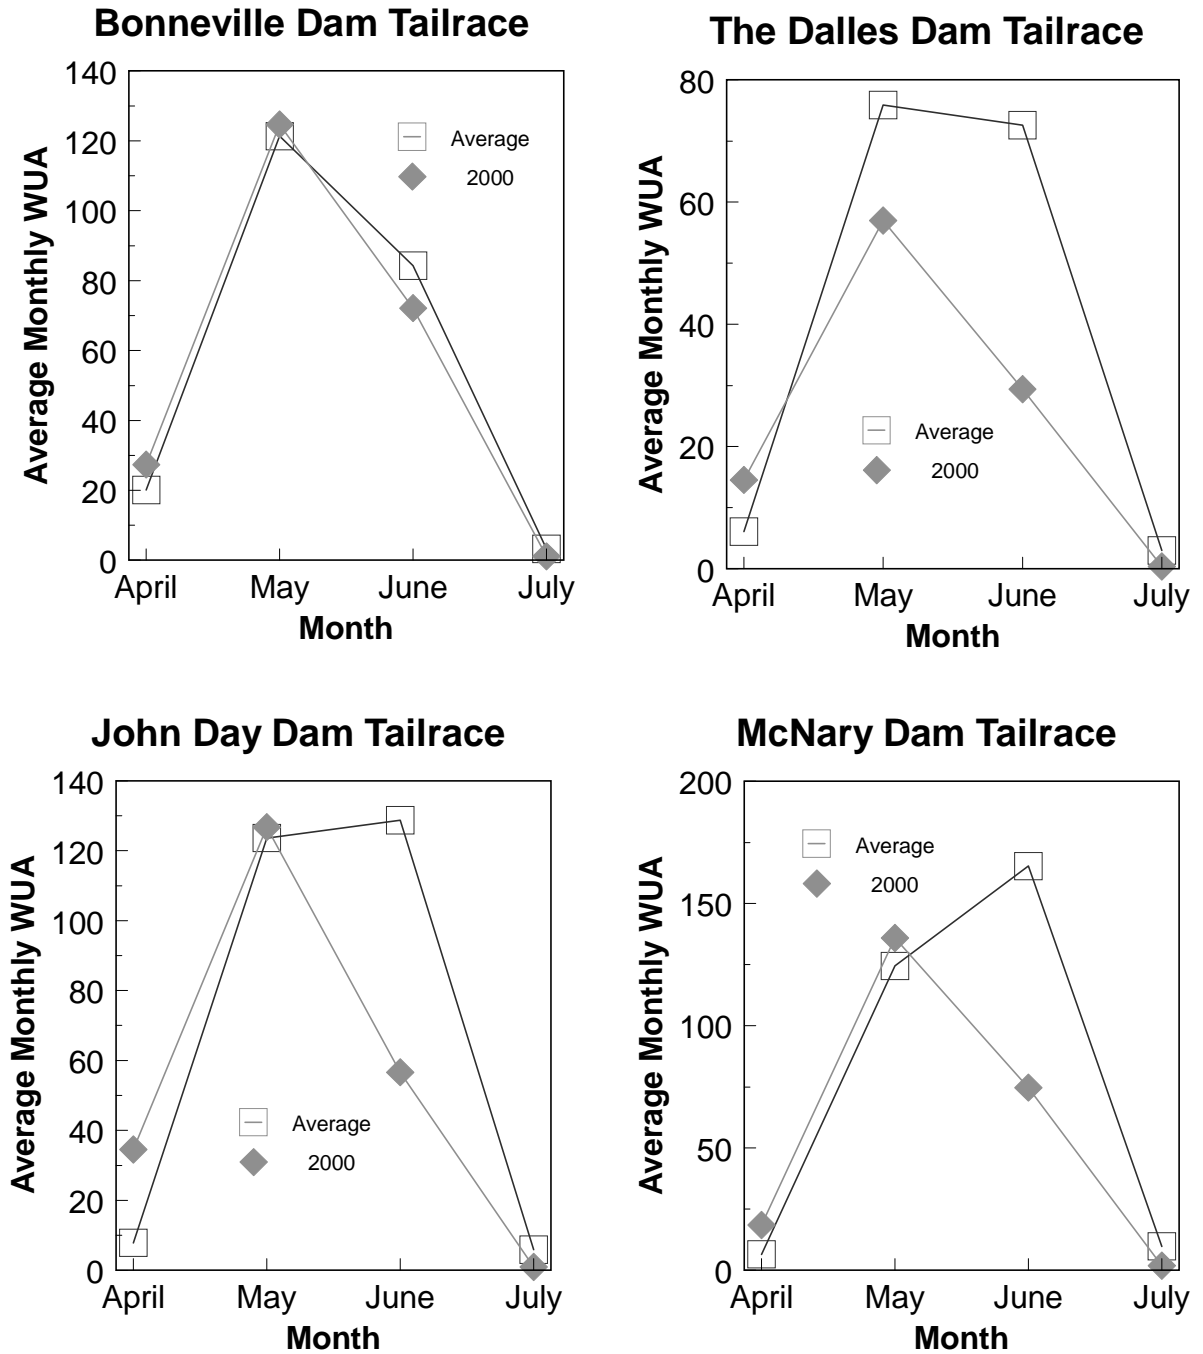 Bonneville Dam Tailrace
Average Monthly WUA
140
120
100
80
60
40
20
0
Average
2000
April May June July
Month
The Dalles Dam Tailrace
Average Monthly WUA
80
60
40
20
0
Average
2000
April May June July
Month
John Day Dam Tailrace
Average Monthly WUA
140
120
100
80
60
40
20
0
Average
2000
April May June July
Month
McNary Dam Tailrace
Average Monthly WUA
200
150
100
50
0
Average
2000
April May June July
Month